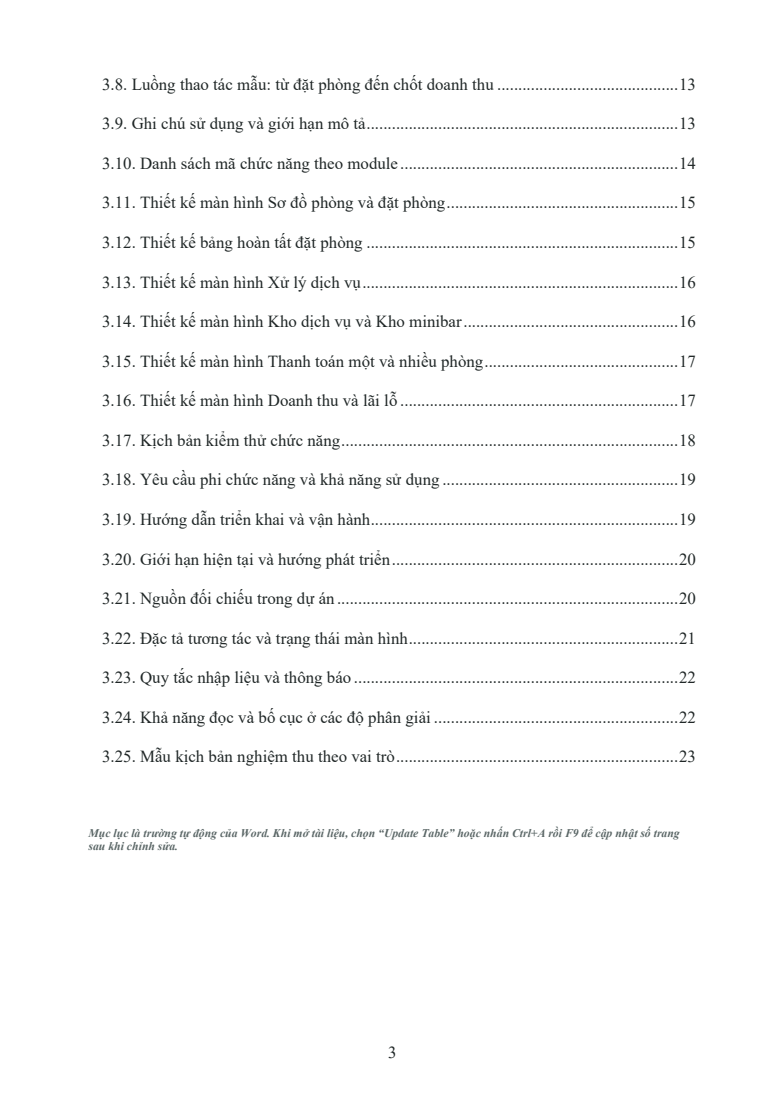 3.8. Luồng thao tác mẫu: từ đặt phòng đến chốt doanh thu ............................................13
3.9. Ghi chú sử dụng và giới hạn mô tả............................................................................13
3.10. Danh sách mã chức năng theo module....................................................................14
3.11. Thiết kế màn hình Sơ đồ phòng và đặt phòng.........................................................15
3.12. Thiết kế bảng hoàn tất đặt phòng ............................................................................15
3.13. Thiết kế màn hình Xử lý dịch vụ.............................................................................16
3.14. Thiết kế màn hình Kho dịch vụ và Kho minibar.....................................................16
3.15. Thiết kế màn hình Thanh toán một và nhiều phòng................................................17
3.16. Thiết kế màn hình Doanh thu và lãi lỗ ....................................................................17
3.17. Kịch bản kiểm thử chức năng..................................................................................18
3.18. Yêu cầu phi chức năng và khả năng sử dụng ..........................................................19
3.19. Hướng dẫn triển khai và vận hành...........................................................................19
3.20. Giới hạn hiện tại và hướng phát triển......................................................................20
3.21. Nguồn đối chiếu trong dự án ...................................................................................20
3.22. Đặc tả tương tác và trạng thái màn hình..................................................................21
3.23. Quy tắc nhập liệu và thông báo ...............................................................................22
3.24. Khả năng đọc và bố cục ở các độ phân giải ............................................................22
3.25. Mẫu kịch bản nghiệm thu theo vai trò.....................................................................23
Mục lục là trường tự động của Word. Khi mở tài liệu, chọn “Update Table” hoặc nhấn Ctrl+A rồi F9 để cập nhật số trang
sau khi chỉnh sửa.
3